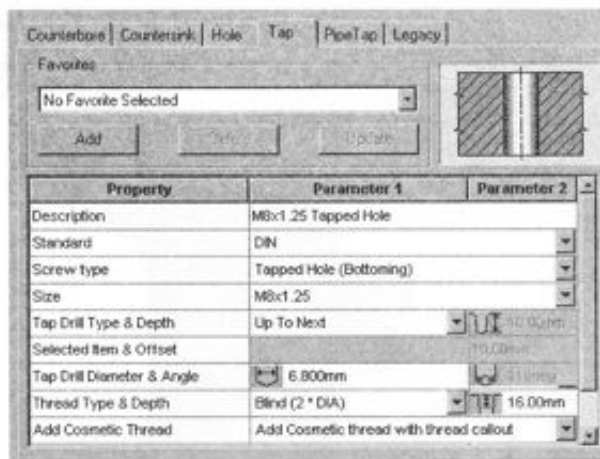 Counterbore Countersink Hole Tap PipeTap Legacy
Favorites
No Favorite Selected
Add Update
Property Parameter 1 Parameter 2
Description M8x1.25 Tapped Hole
Standard DIN
Screw type Tapped Hole (Bottoming)
Size M8x1.25
Tap Drill Type & Depth Up To Next
Selected Item & Offset 10.00mm
Tap Drill Diameter & Angle 6.800mm
Thread Type & Depth Blind (2 * DIA) 16.00mm
Add Cosmetic Thread Add Cosmetic thread with thread callout